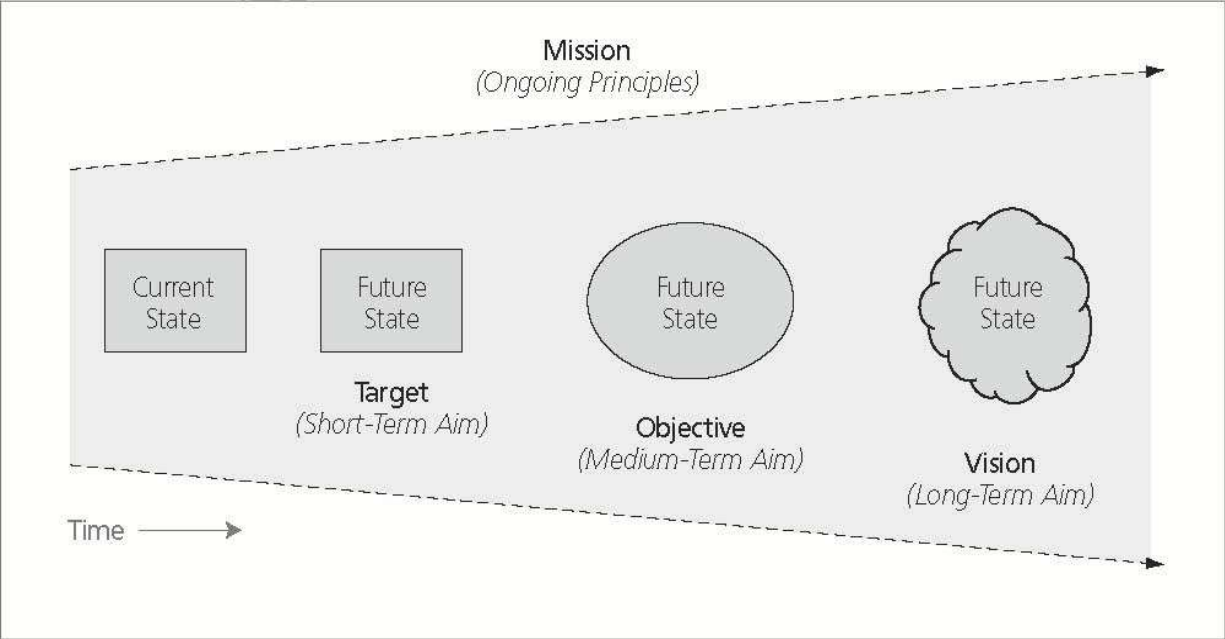 Mission
(Ongoing Principles)
Current
State
Future
State
Target
(Short-Term Aim)
Future
State
Objective
(Medium-Term Aim)
Future
State
Vision
(Long-Term Aim)
Time